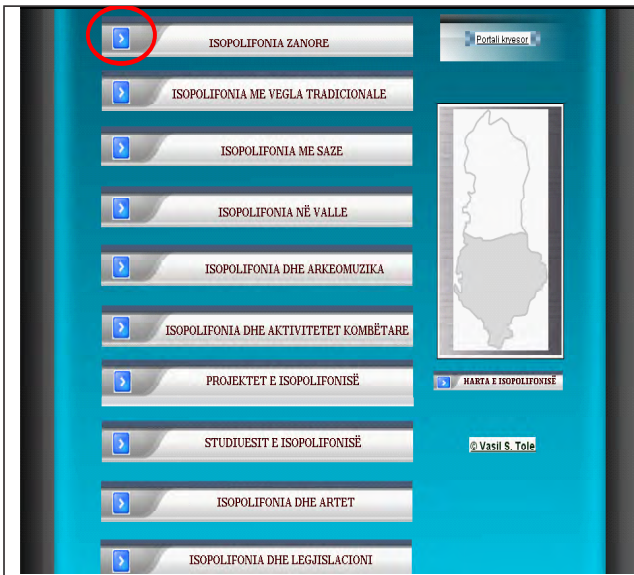 ISOPOLIFONIA ZANORE
ISOPOLIFONIA ME VEGLA TRADICIONALE
ISOPOLIFONIA ME SAZE
ISOPOLIFONIA NË VALLE
ISOPOLIFONIA DHE ARKEOMUZIKA
ISOPOLIFONIA DHE AKTIVITETET KOMBËTARE
PROJEKTET E ISOPOLIFONISË
STUDIUESIT E ISOPOLIFONISË
ISOPOLIFONIA DHE ARTET
ISOPOLIFONIA DHE LEGJISLACIONI
Portali kryesor
HARTA E ISOPOLIFONISË
© Vasil S. Tole